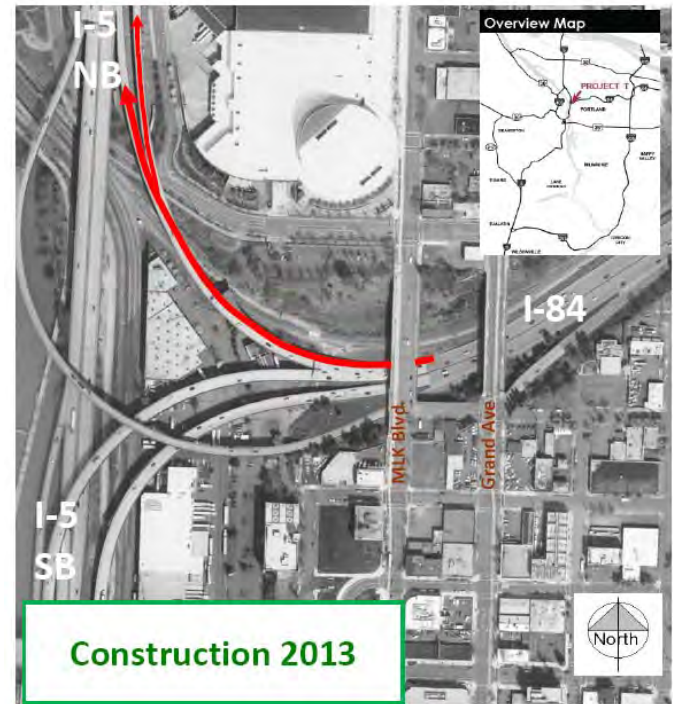 I-5
NB
Overview Map
PROJECT T
PORTLAND
BEAVERTON
MILWAUKIE
HAPPY
VALLEY
TIGARD
LAKE
OSWEGO
TUALATIN
OREGON
CITY
WILSONVILLE
I-84
MLK Blvd.
Grand Ave
I-5
SB
Construction 2013
North